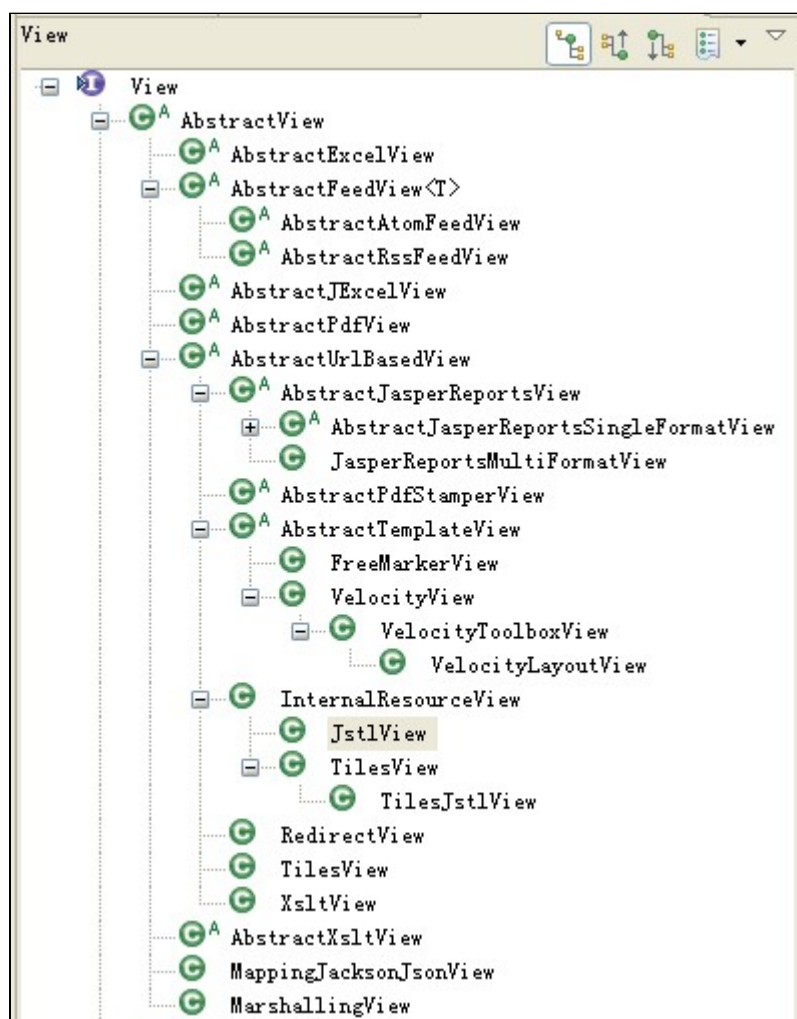 View
View
AbstractView
AbstractExcelView
AbstractFeedView<T>
AbstractAtomFeedView
AbstractRssFeedView
AbstractJExcelView
AbstractPdfView
AbstractUrlBasedView
AbstractJasperReportsView
AbstractJasperReportsSingleFormatView
JasperReportsMultiFormatView
AbstractPdfStamperView
AbstractTemplateView
FreeMarkerView
VelocityView
VelocityToolboxView
VelocityLayoutView
InternalResourceView
JstlView
TilesView
TilesJstlView
RedirectView
TilesView
XsltView
AbstractXsltView
MappingJacksonJsonView
MarshallingView